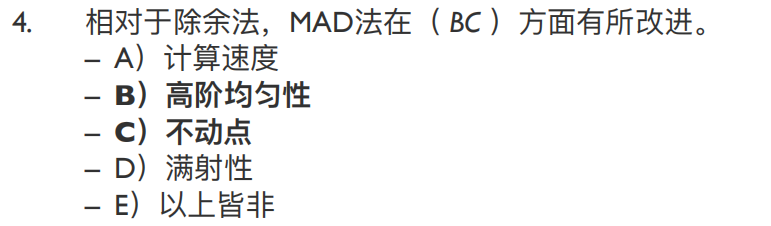 4. 相对于除余法，MAD法在（ BC ）方面有所改进。
– A）计算速度
– B）高阶均匀性
– C）不动点
– D）满射性
– E）以上皆非